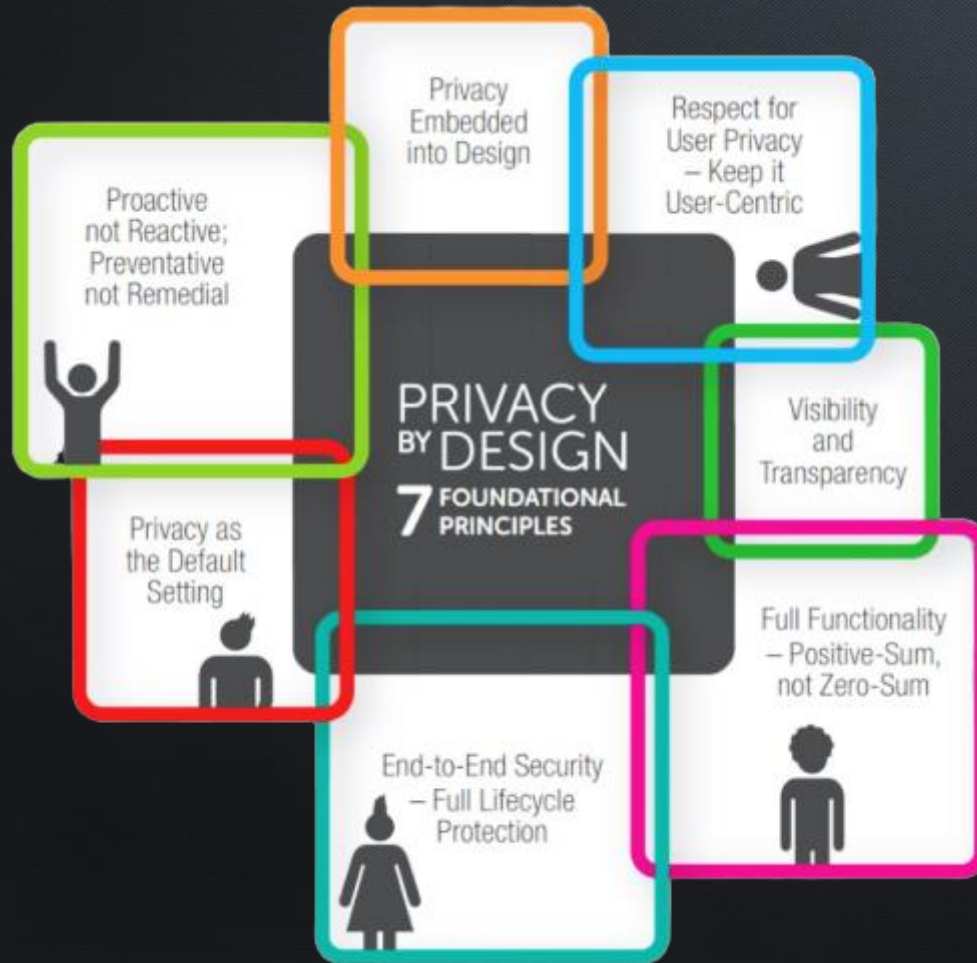 Privacy
Embedded
into Design
Respect for
User Privacy
– Keep it
User-Centric
Proactive
not Reactive;
Preventative
not Remedial
PRIVACY
BY DESIGN
7 FOUNDATIONAL
PRINCIPLES
Visibility
and
Transparency
Privacy as
the Default
Setting
Full Functionality
– Positive-Sum,
not Zero-Sum
End-to-End Security
– Full Lifecycle
Protection